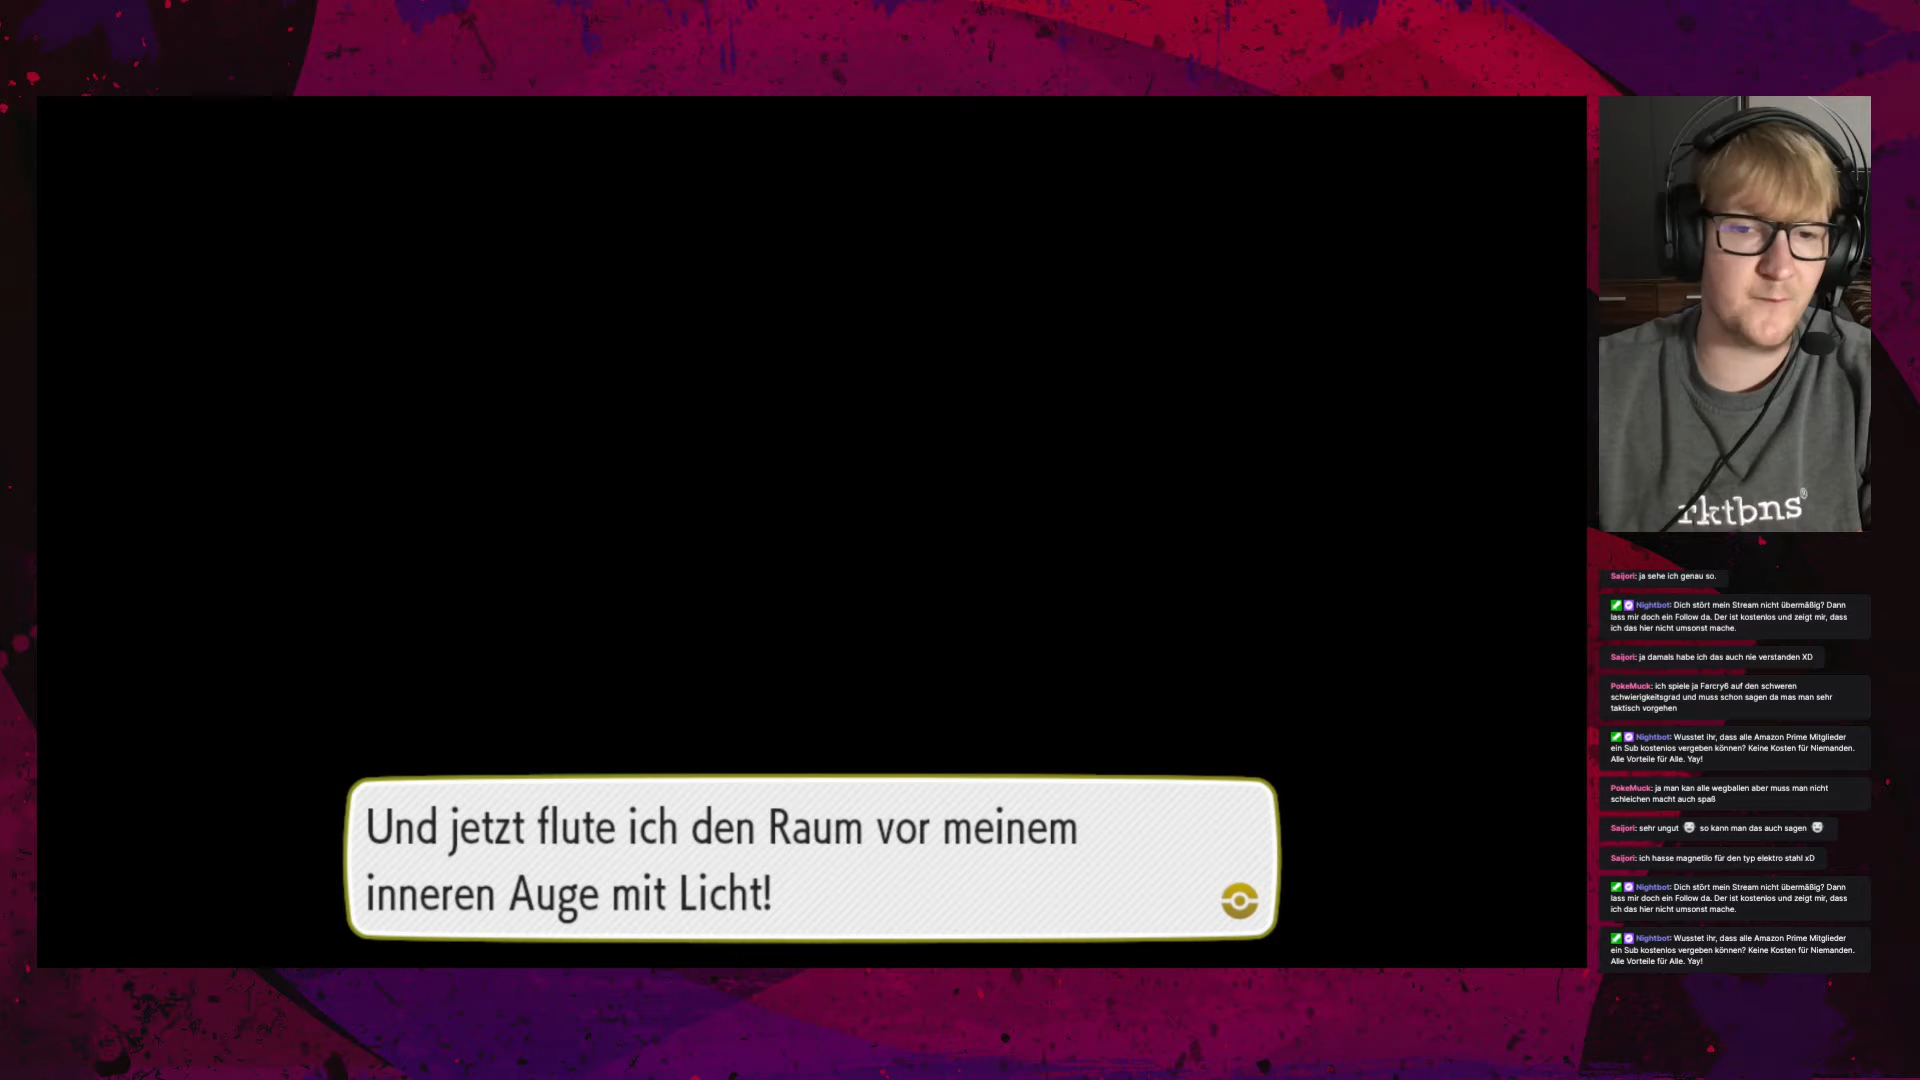 Und jetzt flute ich den Raum vor meinem
inneren Auge mit Licht!
rktbns®
Saijori: ja sehe ich genau so.
Nightbot: Dich stört mein Stream nicht übermäßig? Dann
lass mir doch ein Follow da. Der ist kostenlos und zeigt mir, dass
ich das hier nicht umsonst mache.
Saijori: ja damals habe ich das auch nie verstanden XD
PokeMuck: ich spiele ja Farcry6 auf den schweren
schwierigkeitsgrad und muss schon sagen da mas man sehr
taktisch vorgehen
Nightbot: Wusstet ihr, dass alle Amazon Prime Mitglieder
ein Sub kostenlos vergeben können? Keine Kosten für Niemanden.
Alle Vorteile für Alle. Yay!
PokeMuck: ja man kan alle wegballen aber muss man nicht
schleichen macht auch spaß
Saijori: sehr ungut so kann man das auch sagen
Saijori: ich hasse magnetilo für den typ elektro stahl xD
Nightbot: Dich stört mein Stream nicht übermäßig? Dann
lass mir doch ein Follow da. Der ist kostenlos und zeigt mir, dass
ich das hier nicht umsonst mache.
Nightbot: Wusstet ihr, dass alle Amazon Prime Mitglieder
ein Sub kostenlos vergeben können? Keine Kosten für Niemanden.
Alle Vorteile für Alle. Yay!